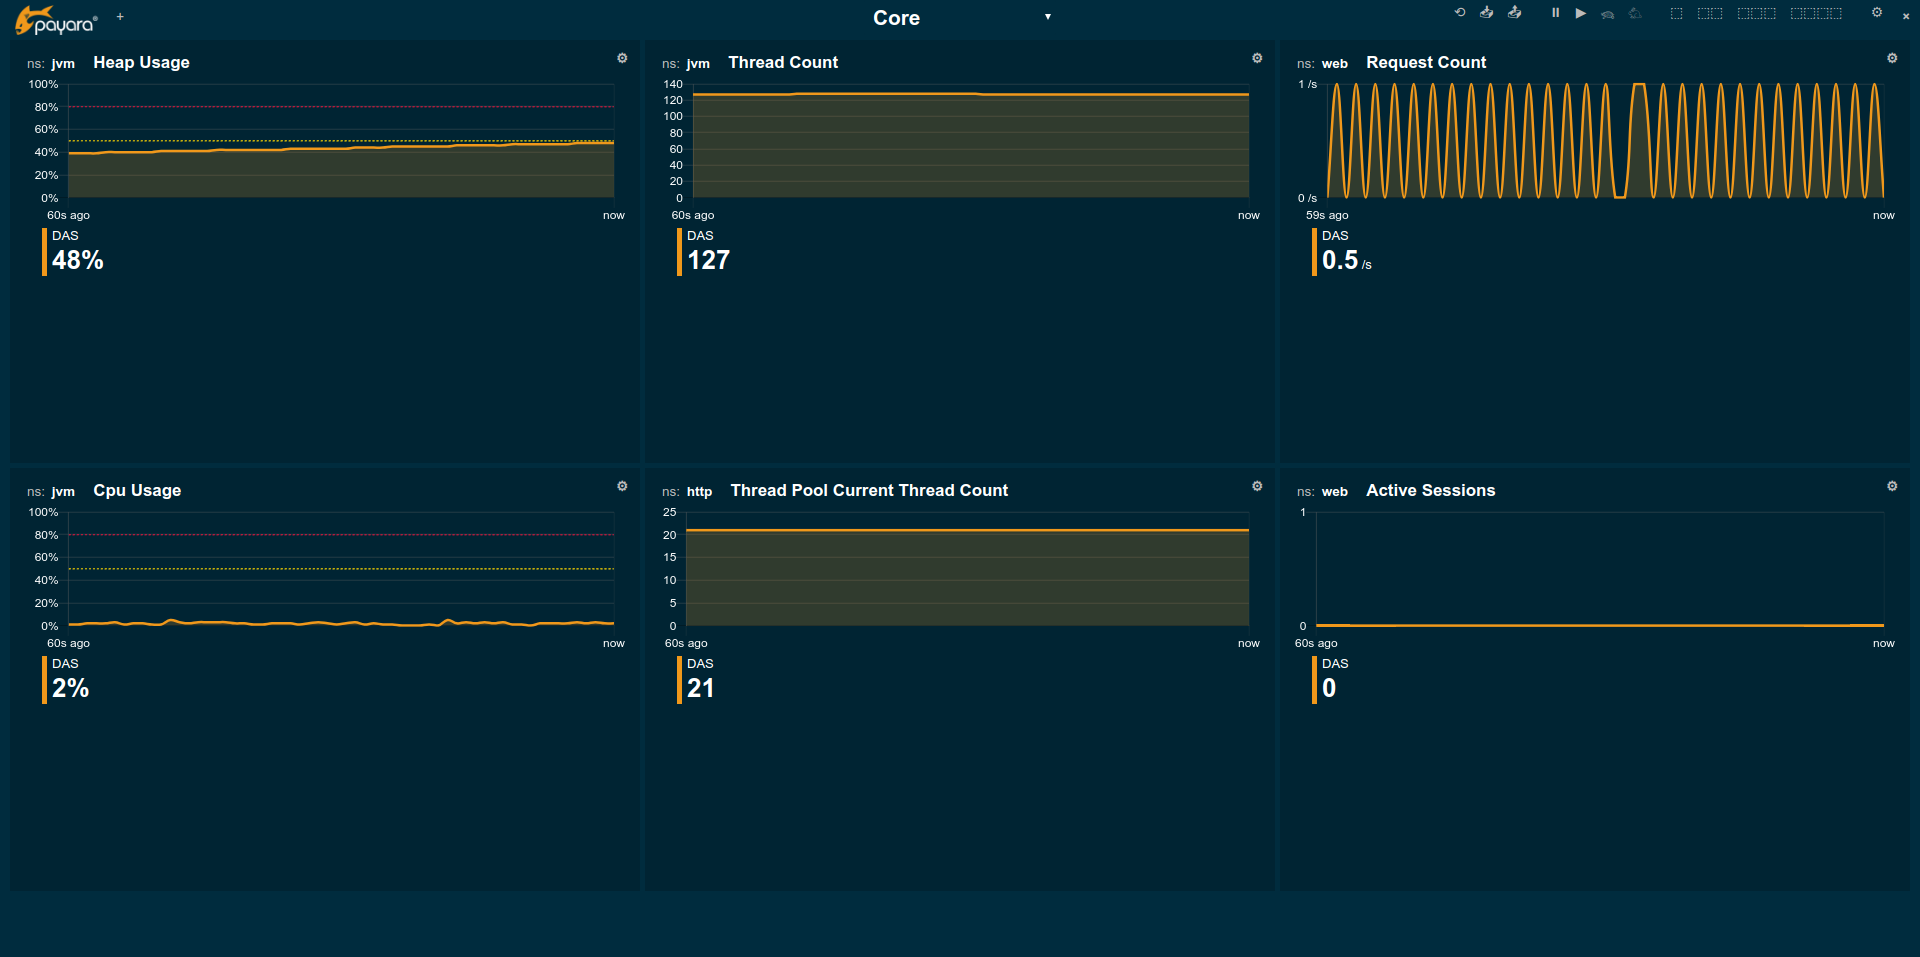 payara®
+
Core
ns: jvm Heap Usage
100%
80%
60%
40%
20%
0%
60s ago now
DAS
48%
ns: jvm Thread Count
140
120
100
80
60
40
20
0
60s ago now
DAS
127
ns: web Request Count
1 /s
0 /s
59s ago now
DAS
0.5 /s
ns: jvm Cpu Usage
100%
80%
60%
40%
20%
0%
60s ago now
DAS
2%
ns: http Thread Pool Current Thread Count
25
20
15
10
5
0
60s ago now
DAS
21
ns: web Active Sessions
1
0
60s ago now
DAS
0